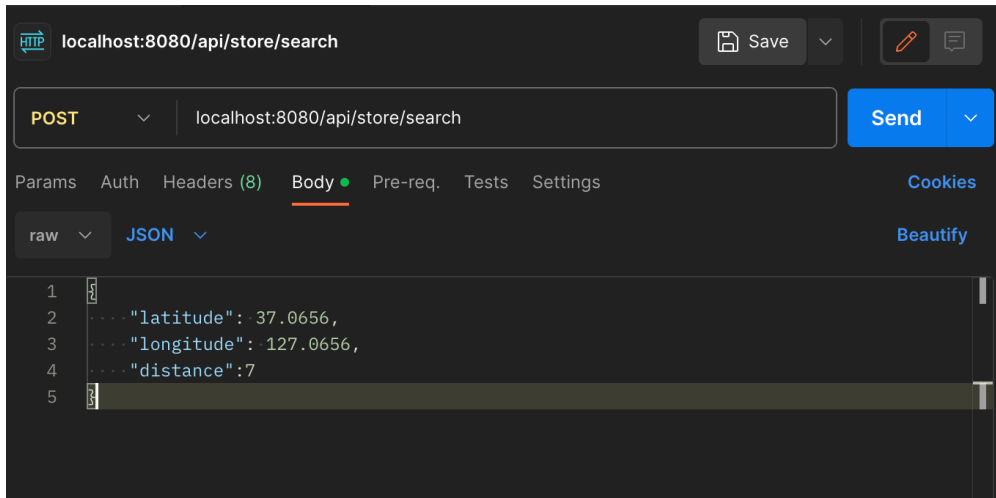 HTTP localhost:8080/api/store/search Save
POST localhost:8080/api/store/search Send
Params Auth Headers (8) Body Pre-req. Tests Settings Cookies
raw JSON Beautify
1 {
2 "latitude": 37.0656,
3 "longitude": 127.0656,
4 "distance":7
5 }